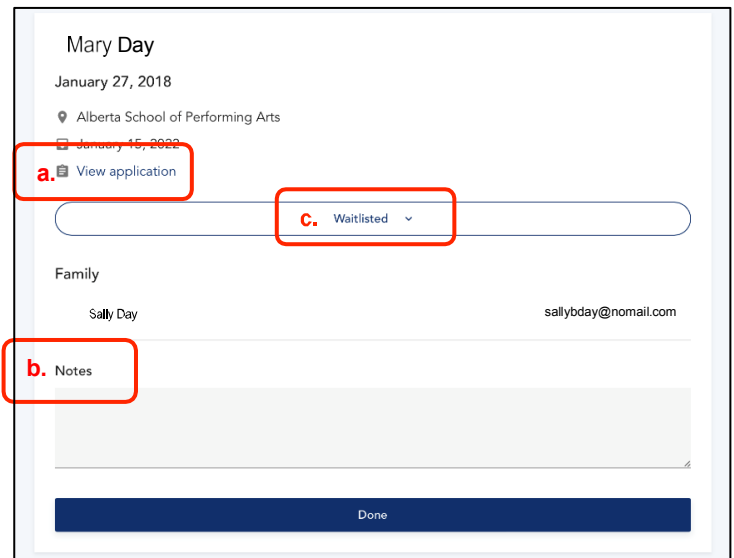 Mary Day
January 27, 2018
Alberta School of Performing Arts
January 15, 2022
a. View application
c. Waitlisted
Family
Sally Day sallybday@nomail.com
b. Notes
Done